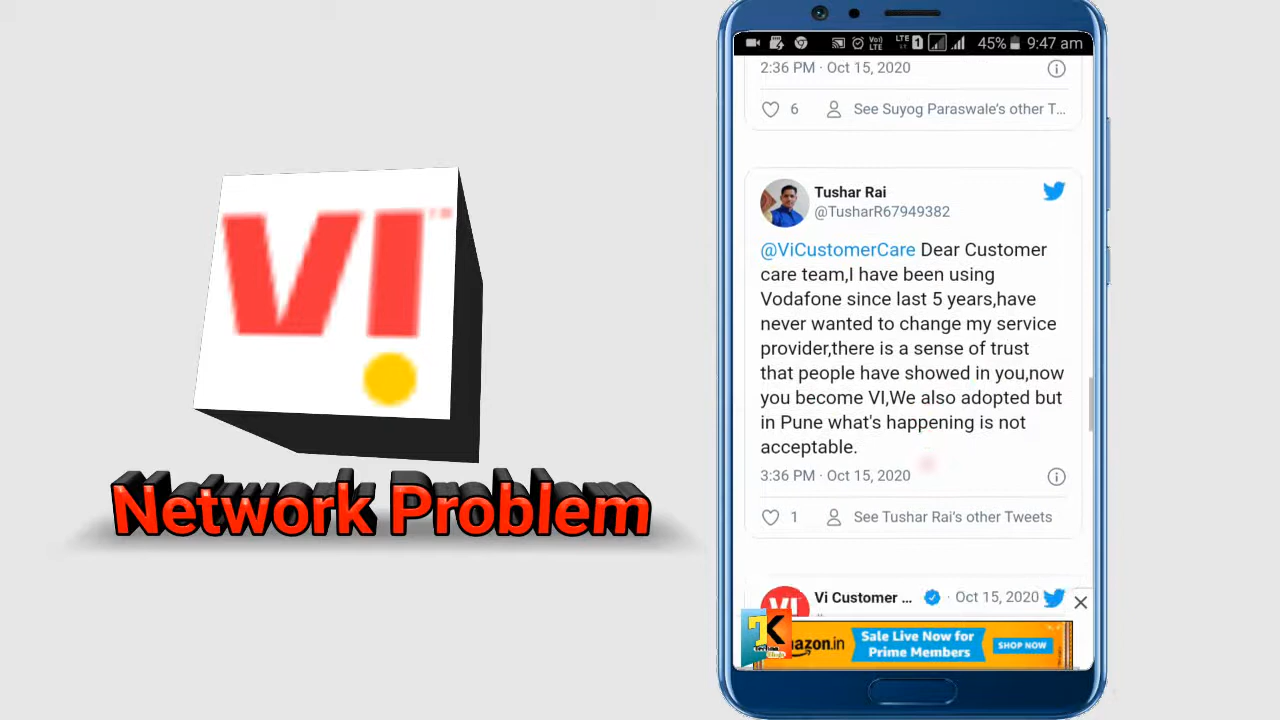 VI
Network Problem
45% 9:47 am
2:36 PM · Oct 15, 2020
6 See Suyog Paraswale's other T...
Tushar Rai
@TusharR67949382
@ViCustomerCare Dear Customer
care team,I have been using
Vodafone since last 5 years,have
never wanted to change my service
provider,there is a sense of trust
that people have showed in you,now
you become VI,We also adopted but
in Pune what's happening is not
acceptable.
3:36 PM · Oct 15, 2020
1 See Tushar Rai's other Tweets
Vi Customer ... · Oct 15, 2020
VI
TK
mazon.in
Sale Live Now for
Prime Members
SHOP NOW